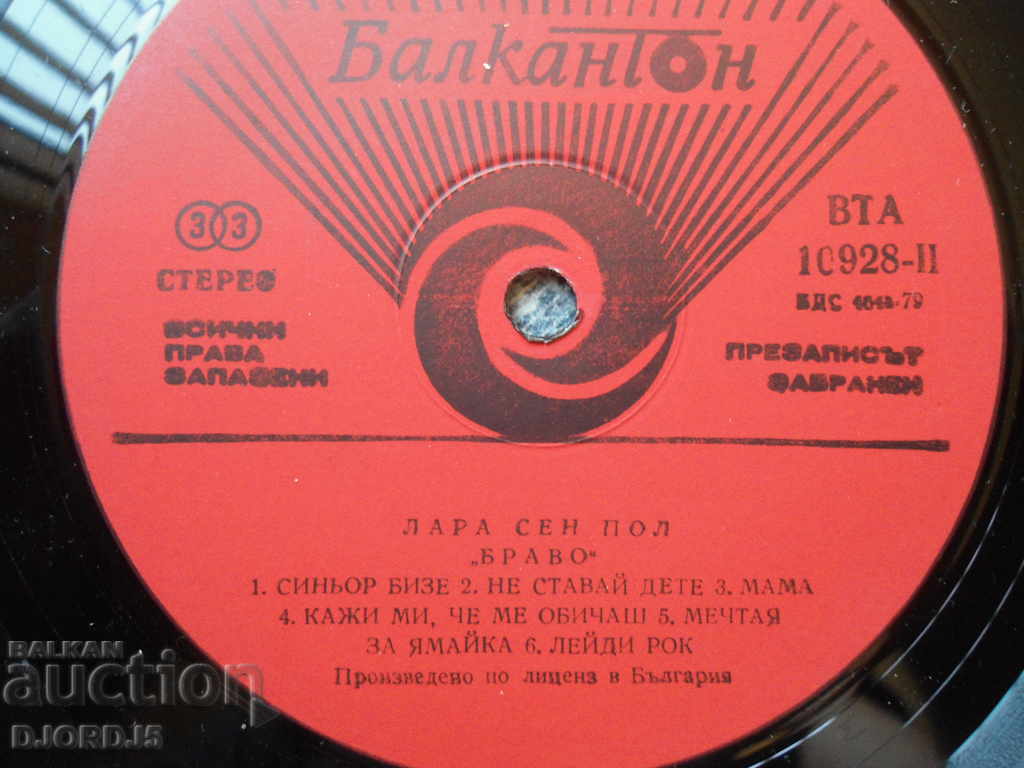 Балкантон
33
СТЕРЕО
ВСИЧКИ
ПРАВА
ЗАПАЗЕНИ
ВТА
10928-II
БДС 4043-79
ПРЕЗАПИСЪТ
ЗАБРАНЕН
ЛАРА СЕН ПОЛ
„БРАВО“
1. СИНЬОР БИЗЕ 2. НЕ СТАВАЙ ДЕТЕ 3. МАМА
4. КАЖИ МИ, ЧЕ МЕ ОБИЧАШ 5. МЕЧТАЯ
ЗА ЯМАЙКА 6. ЛЕЙДИ РОК
Произведено по лиценз в България
BALKAN
auction
DJORDJ5